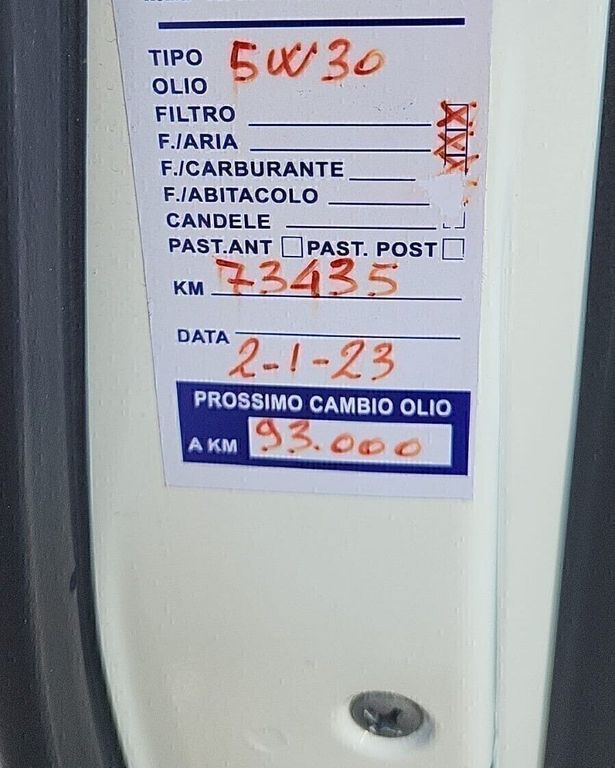 TIPO 5W30
OLIO
FILTRO X
F./ARIA X
F./CARBURANTE X
F./ABITACOLO
CANDELE
PAST.ANT PAST. POST
KM 73435
DATA 2-1-23
PROSSIMO CAMBIO OLIO
A KM 93.000